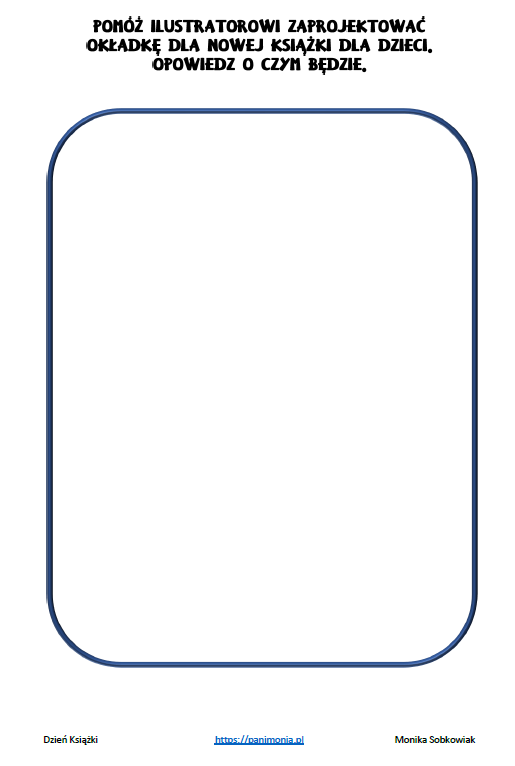 POMÓŻ ILUSTRATOROWI ZAPROJEKTOWAĆ
OKŁADKĘ DLA NOWEJ KSIĄŻKI DLA DZIECI.
OPOWIEDZ O CZYM BĘDZIE.
Dzień Książki https://panimonia.pl Monika Sobkowiak